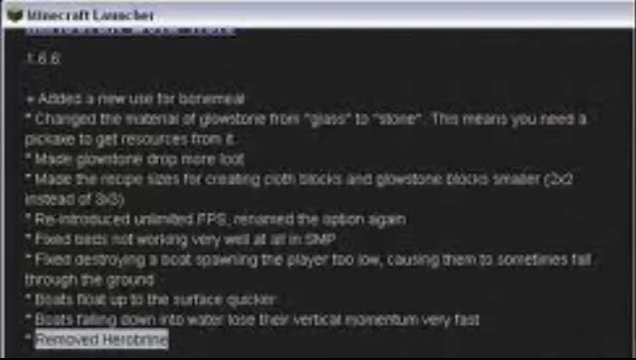 Minecraft Launcher
1.6.6
+ Added a new use for bonemeal
* Changed the material of glowstone from "glass" to "stone". This means you need a
pickaxe to get resources from it.
* Made glowstone drop more loot
* Made the recipe sizes for creating cloth blocks and glowstone blocks smaller (2x2
instead of 3x3)
* Re-introduced unlimited FPS, renamed the option again
* Fixed beds not working very well at all in SMP
* Fixed destroying a boat spawning the player too low, causing them to sometimes fall
through the ground
* Boats float up to the surface quicker
* Boats falling down into water lose their vertical momentum very fast
* Removed Herobrine